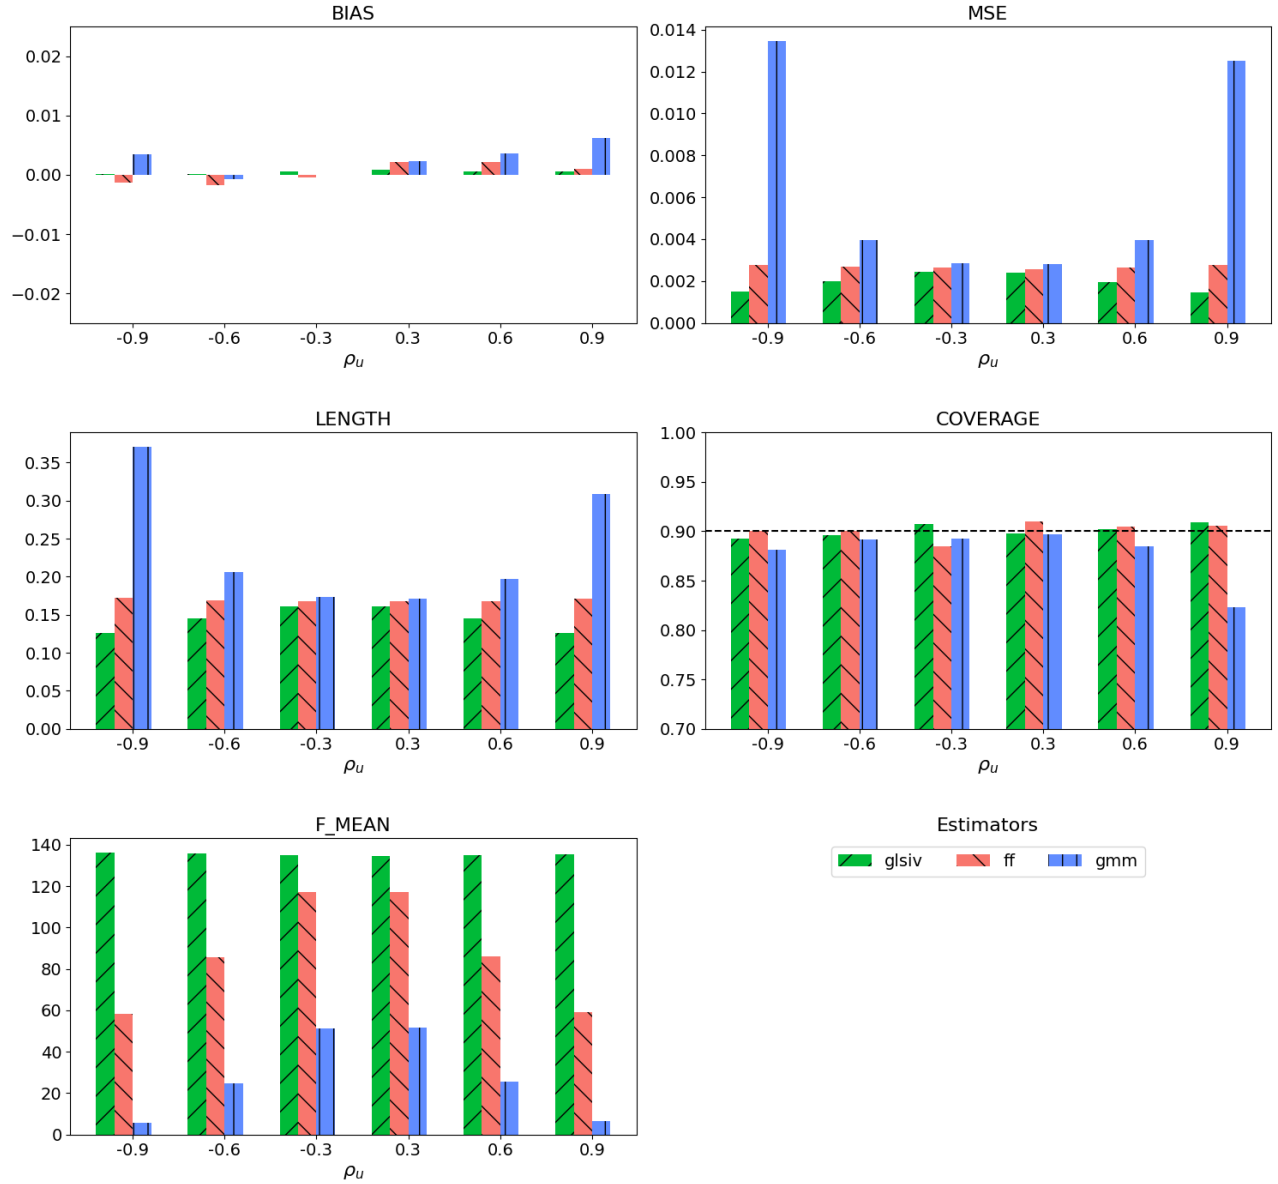 BIAS
0.02
0.01
0.00
−0.01
−0.02
-0.9 -0.6 -0.3 0.3 0.6 0.9
ρu
MSE
0.014
0.012
0.010
0.008
0.006
0.004
0.002
0.000
-0.9 -0.6 -0.3 0.3 0.6 0.9
ρu
LENGTH
0.35
0.30
0.25
0.20
0.15
0.10
0.05
0.00
-0.9 -0.6 -0.3 0.3 0.6 0.9
ρu
COVERAGE
1.00
0.95
0.90
0.85
0.80
0.75
0.70
-0.9 -0.6 -0.3 0.3 0.6 0.9
ρu
F_MEAN
140
120
100
80
60
40
20
0
-0.9 -0.6 -0.3 0.3 0.6 0.9
ρu
Estimators
glsiv ff gmm